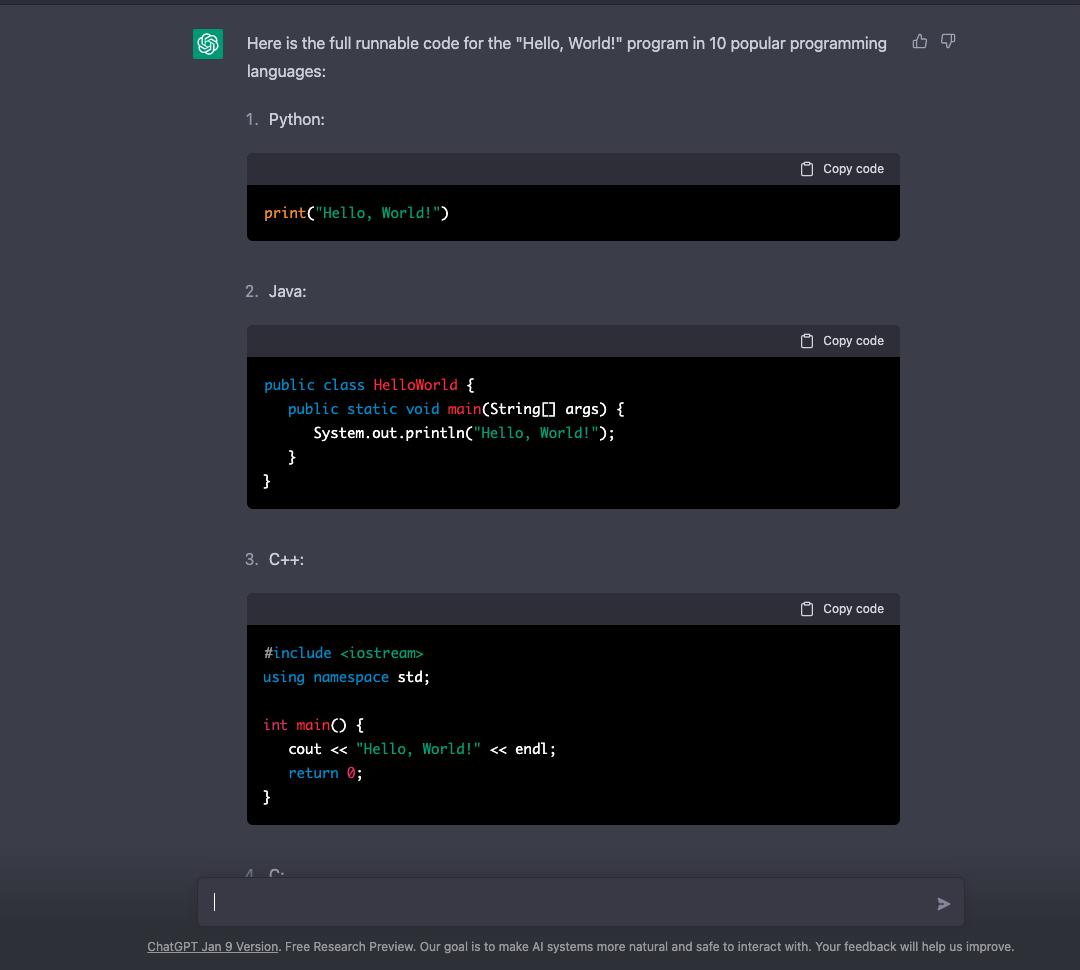 Here is the full runnable code for the "Hello, World!" program in 10 popular programming
languages:
1. Python:
Copy code
print("Hello, World!")
2. Java:
Copy code
public class HelloWorld {
   public static void main(String[] args) {
      System.out.println("Hello, World!");
   }
}
3. C++:
Copy code
#include <iostream>
using namespace std;
int main() {
   cout << "Hello, World!" << endl;
   return 0;
}
4. C:
ChatGPT Jan 9 Version. Free Research Preview. Our goal is to make AI systems more natural and safe to interact with. Your feedback will help us improve.